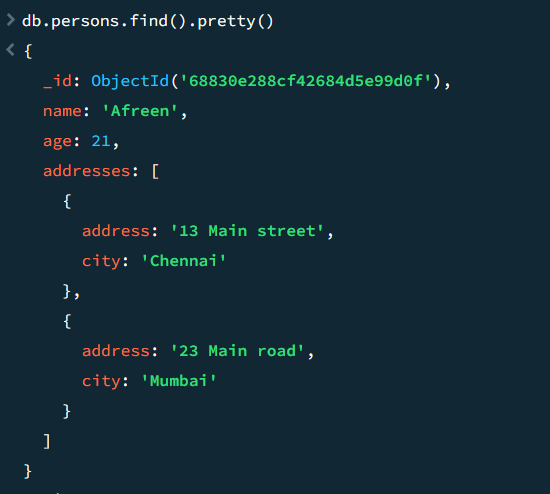 > db.persons.find().pretty()
< {
_id: ObjectId('68830e288cf42684d5e99d0f'),
name: 'Afreen',
age: 21,
addresses: [
{
address: '13 Main street',
city: 'Chennai'
},
{
address: '23 Main road',
city: 'Mumbai'
}
]
}